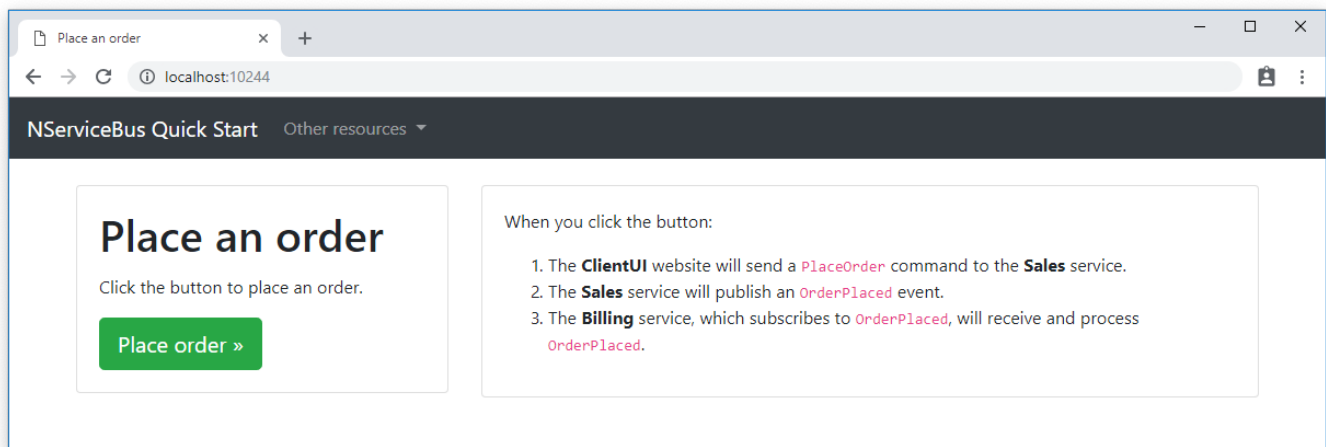 Place an order
localhost:10244
NServiceBus Quick Start Other resources
Place an order
Click the button to place an order.
Place order »
When you click the button:
1. The ClientUI website will send a PlaceOrder command to the Sales service.
2. The Sales service will publish an OrderPlaced event.
3. The Billing service, which subscribes to OrderPlaced, will receive and process
OrderPlaced.